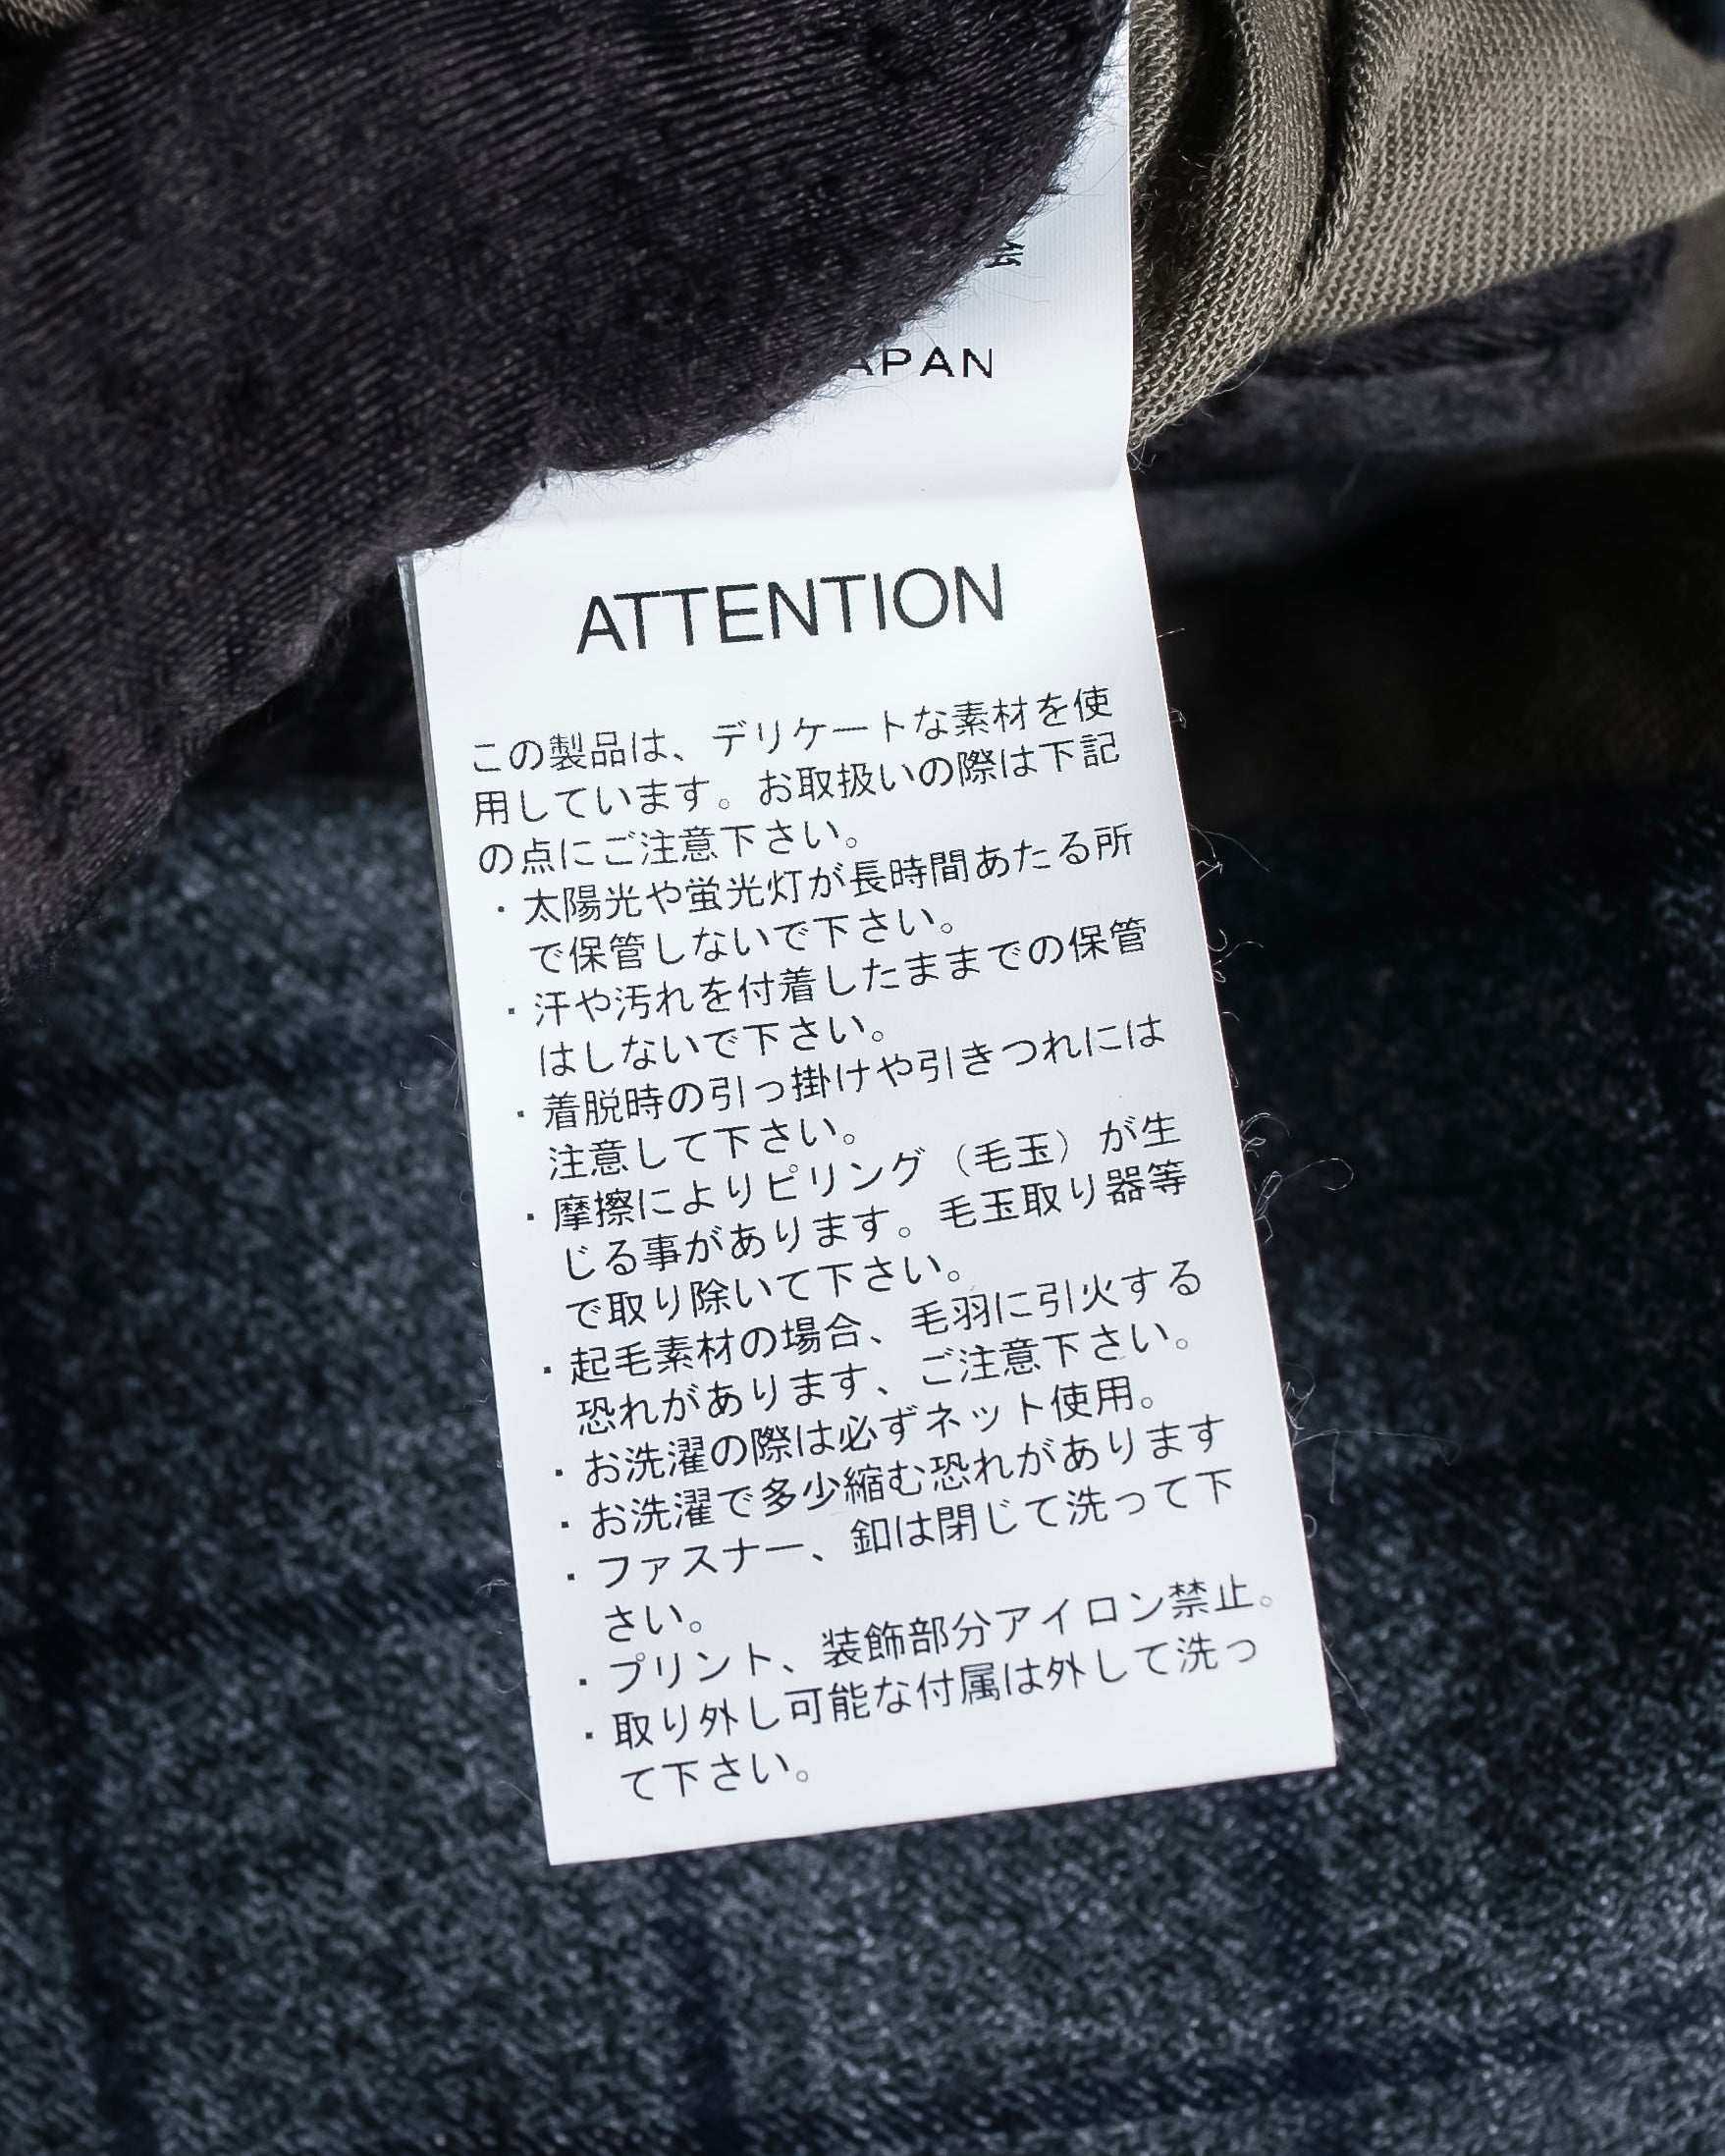 APAN
ATTENTION
この製品は、デリケートな素材を使
用しています。お取扱いの際は下記
の点にご注意下さい。
・太陽光や蛍光灯が長時間あたる所
で保管しないで下さい。
・汗や汚れを付着したままでの保管
はしないで下さい。
・着脱時の引っ掛けや引きつれには
注意して下さい。
・摩擦によりピリング（毛玉）が生
じる事があります。毛玉取り器等
で取り除いて下さい。
・起毛素材の場合、毛羽に引火する
恐れがあります、ご注意下さい。
・お洗濯の際は必ずネット使用。
・お洗濯で多少縮む恐れがあります
・ファスナー、釦は閉じて洗って下
さい。
・プリント、装飾部分アイロン禁止。
・取り外し可能な付属は外して洗っ
て下さい。